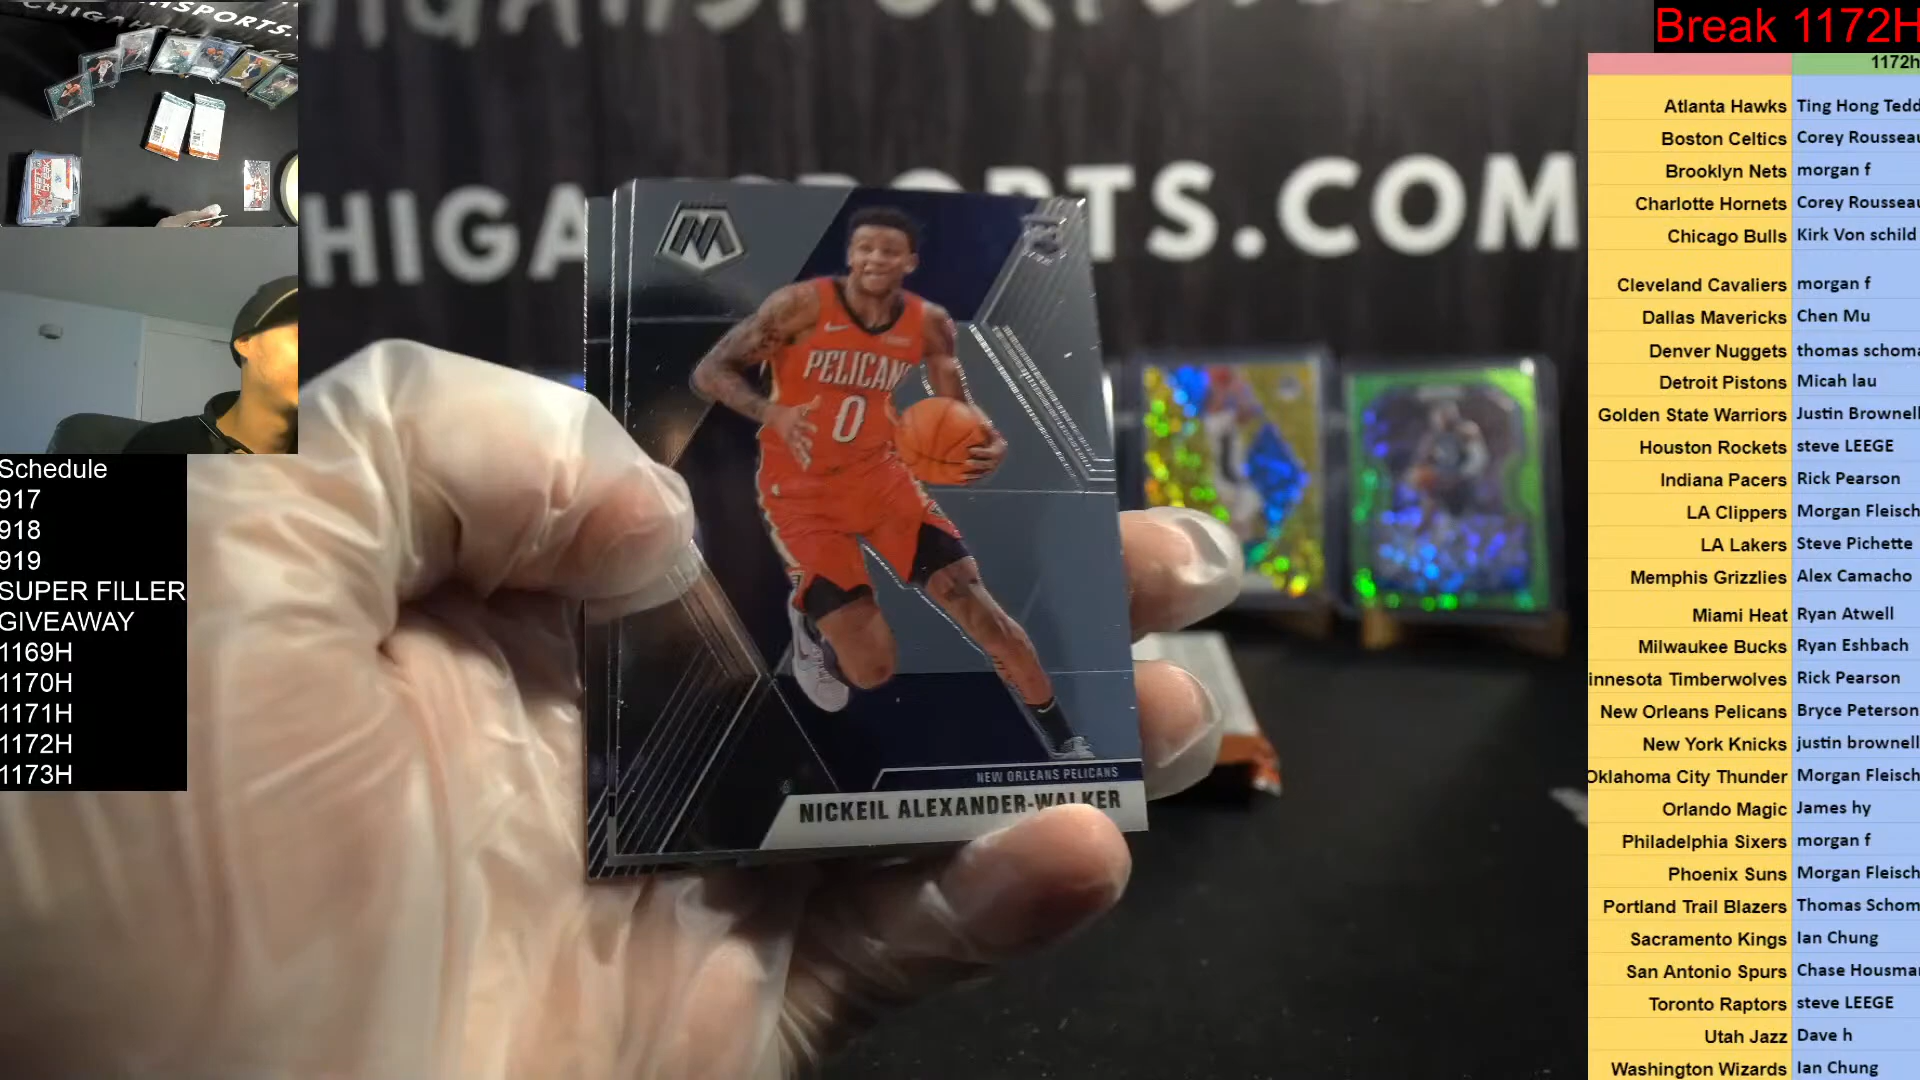 Break 1172H
1172h
CHIGAHSPORTS.COM
HSPORTS.
HIGA RTS.COM
M
PELICANS
0
NEW ORLEANS PELICANS
NICKEIL ALEXANDER-WALKER
Schedule
917
918
919
SUPER FILLER
GIVEAWAY
1169H
1170H
1171H
1172H
1173H
Atlanta Hawks Ting Hong Tedd
Boston Celtics Corey Rousseau
Brooklyn Nets morgan f
Charlotte Hornets Corey Rousseau
Chicago Bulls Kirk Von schild
Cleveland Cavaliers morgan f
Dallas Mavericks Chen Mu
Denver Nuggets thomas schoma
Detroit Pistons Micah lau
Golden State Warriors Justin Brownell
Houston Rockets steve LEEGE
Indiana Pacers Rick Pearson
LA Clippers Morgan Fleisch
LA Lakers Steve Pichette
Memphis Grizzlies Alex Camacho
Miami Heat Ryan Atwell
Milwaukee Bucks Ryan Eshbach
innesota Timberwolves Rick Pearson
New Orleans Pelicans Bryce Peterson
New York Knicks justin brownell
Oklahoma City Thunder Morgan Fleisch
Orlando Magic James hy
Philadelphia Sixers morgan f
Phoenix Suns Morgan Fleisch
Portland Trail Blazers Thomas Schom
Sacramento Kings Ian Chung
San Antonio Spurs Chase Housman
Toronto Raptors steve LEEGE
Utah Jazz Dave h
Washington Wizards Ian Chung